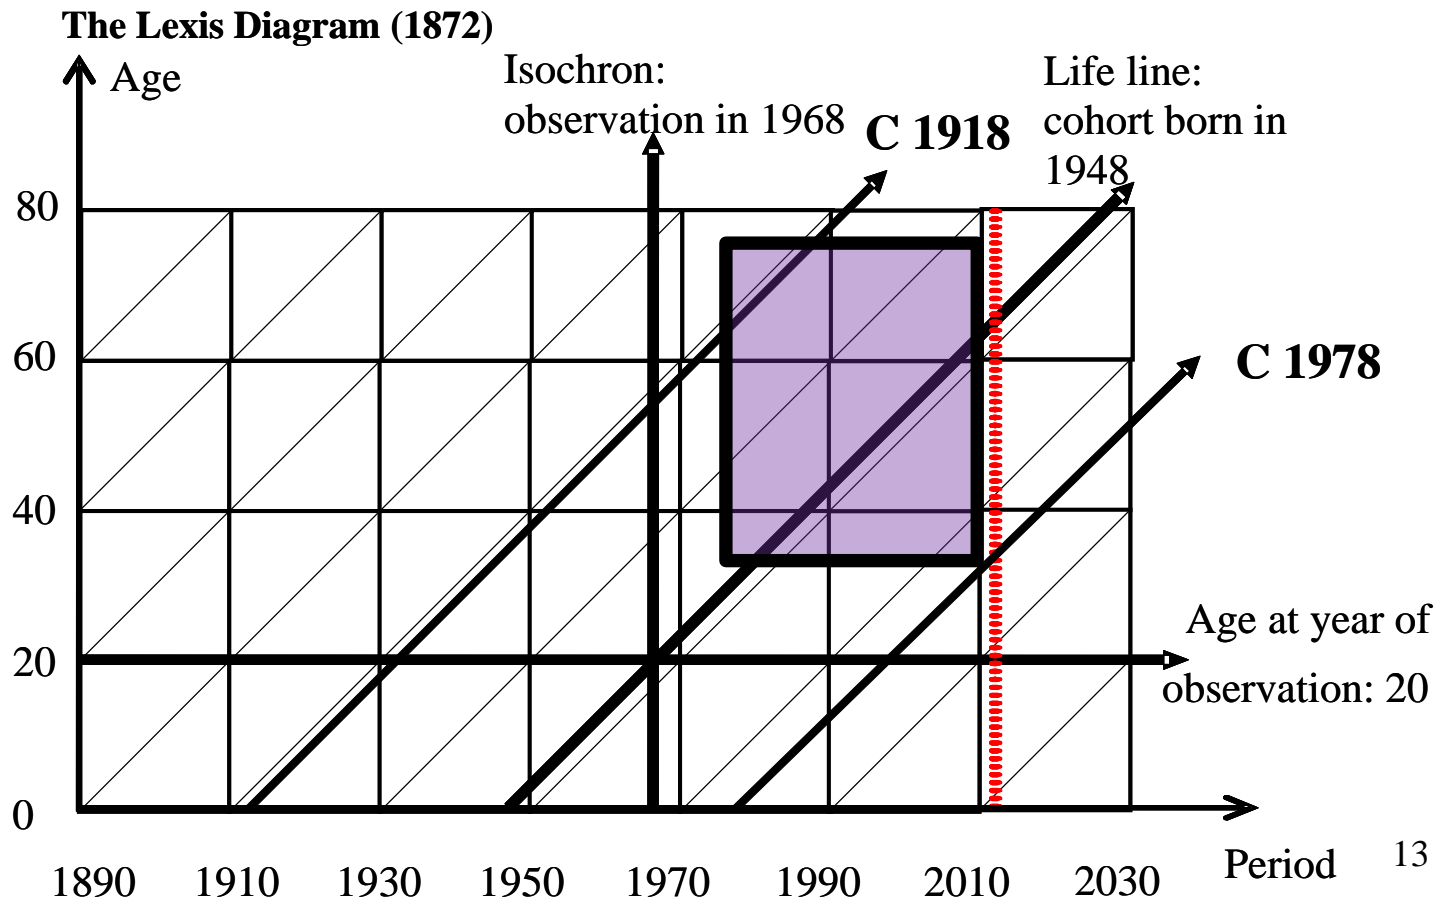 The Lexis Diagram (1872)
Age
Isochron:
observation in 1968
C 1918
Life line:
cohort born in
1948
80
60
C 1978
40
Age at year of
20
observation: 20
0
1890 1910 1930 1950 1970 1990 2010 2030
Period
13